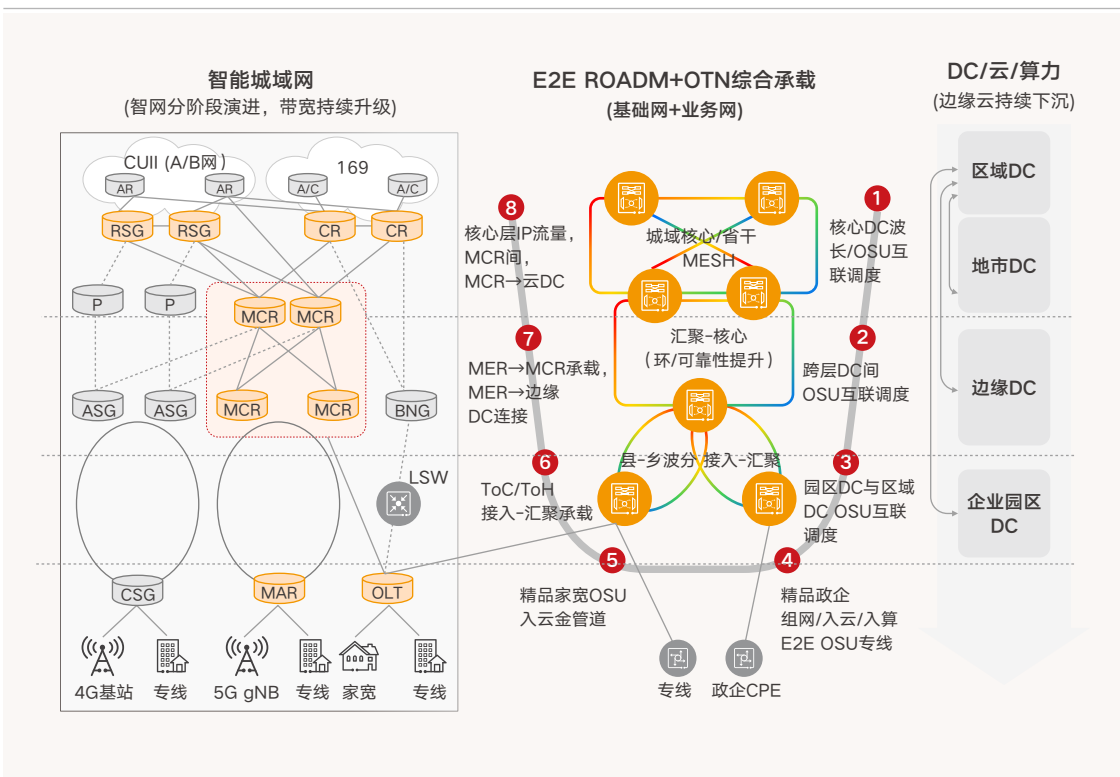 智能城域网
(智网分阶段演进，带宽持续升级)
CUII (A/B网)
169
AR
AR
A/C
A/C
RSG
RSG
CR
CR
P
P
MCR
MCR
ASG
ASG
MCR
MCR
BNG
LSW
CSG
MAR
OLT
4G基站
专线
5G gNB
专线
家宽
专线
E2E ROADM+OTN综合承载
(基础网+业务网)
城域核心/省干
MESH
汇聚-核心
（环/可靠性提升）
县-乡波分
接入-汇聚
专线
政企CPE
8
核心层IP流量，
MCR间，
MCR→云DC
7
MER→MCR承载，
MER→边缘
DC连接
6
ToC/ToH
接入-汇聚承载
5
精品家宽OSU
入云金管道
1
核心DC波
长/OSU互
联调度
2
跨层DC间
OSU互联调度
3
园区DC与区域
DC OSU互联
调度
4
精品政企
组网/入云/入算
E2E OSU专线
DC/云/算力
(边缘云持续下沉)
区域DC
地市DC
边缘DC
企业园区
DC